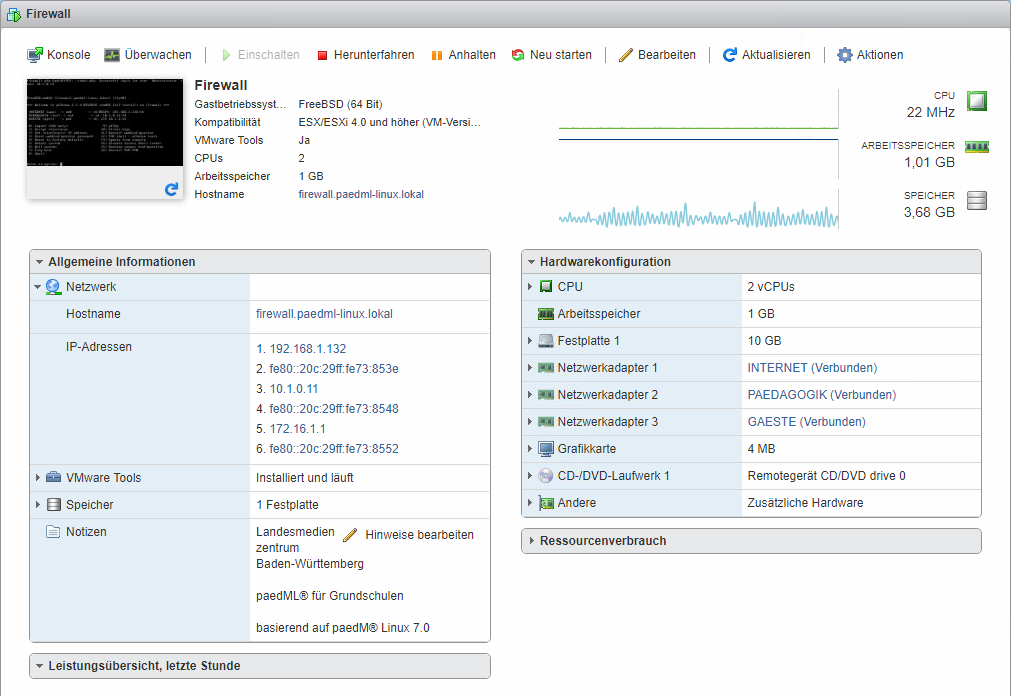 Firewall
Konsole Überwachen Einschalten Herunterfahren Anhalten Neu starten Bearbeiten Aktualisieren Aktionen
Firewall
Gastbetriebssyst... FreeBSD (64 Bit)
Kompatibilität ESX/ESXi 4.0 und höher (VM-Versi...
VMware Tools Ja
CPUs 2
Arbeitsspeicher 1 GB
Hostname firewall.paedml-linux.lokal
CPU
22 MHz
ARBEITSSPEICHER
1,01 GB
SPEICHER
3,68 GB
Allgemeine Informationen
Netzwerk
Hostname firewall.paedml-linux.lokal
IP-Adressen 1. 192.168.1.132
2. fe80::20c:29ff:fe73:853e
3. 10.1.0.11
4. fe80::20c:29ff:fe73:8548
5. 172.16.1.1
6. fe80::20c:29ff:fe73:8552
VMware Tools Installiert und läuft
Speicher 1 Festplatte
Notizen Landesmedien Hinweise bearbeiten
zentrum
Baden-Württemberg
paedML® für Grundschulen
basierend auf paedM® Linux 7.0
Leistungsübersicht, letzte Stunde
Hardwarekonfiguration
CPU 2 vCPUs
Arbeitsspeicher 1 GB
Festplatte 1 10 GB
Netzwerkadapter 1 INTERNET (Verbunden)
Netzwerkadapter 2 PAEDAGOGIK (Verbunden)
Netzwerkadapter 3 GAESTE (Verbunden)
Grafikkarte 4 MB
CD-/DVD-Laufwerk 1 Remotegerät CD/DVD drive 0
Andere Zusätzliche Hardware
Ressourcenverbrauch